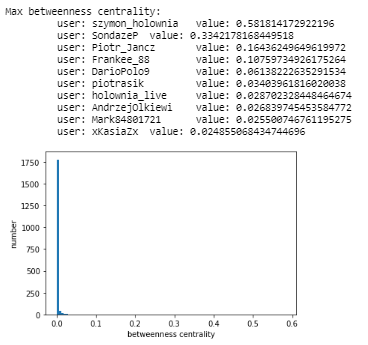 Max betweenness centrality:
user: szymon_holownia value: 0.581814172922196
user: SondazeP value: 0.3342178168449518
user: Piotr_Jancz value: 0.16436249649619972
user: Frankee_88 value: 0.10759734926175264
user: DarioPolo9 value: 0.06138222635291534
user: piotrasik value: 0.03403961816020038
user: holownia_live value: 0.028702328448464674
user: AndrzejOlkiewi value: 0.026839745453584772
user: Mark84801721 value: 0.025500746761195275
user: xKasiaZx value: 0.024855068434744696
1750
1500
1250
1000
750
500
250
0
number
0.0 0.1 0.2 0.3 0.4 0.5 0.6
betweenness centrality